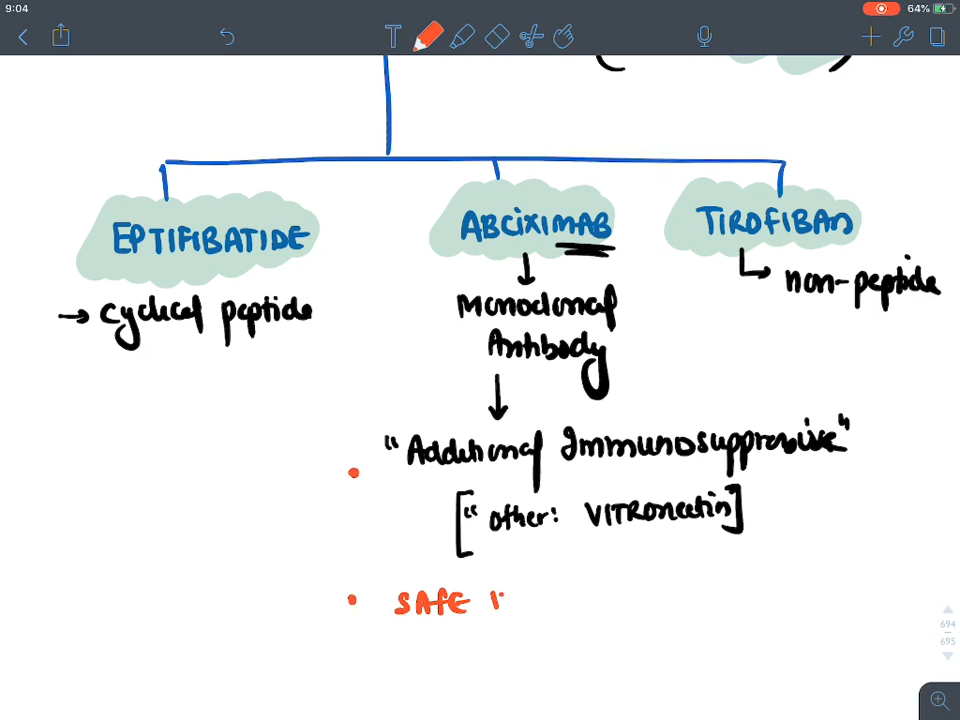 9:04
64%
T
EPTIFIBATIDE
ABCiXIMAB
TIROFIBAN
→ cyclical peptide
Monoclonal
Antibody
non-peptide
"Additional Immunosuppressive"
["Other: VITRonectin]
• SAFE
694
695